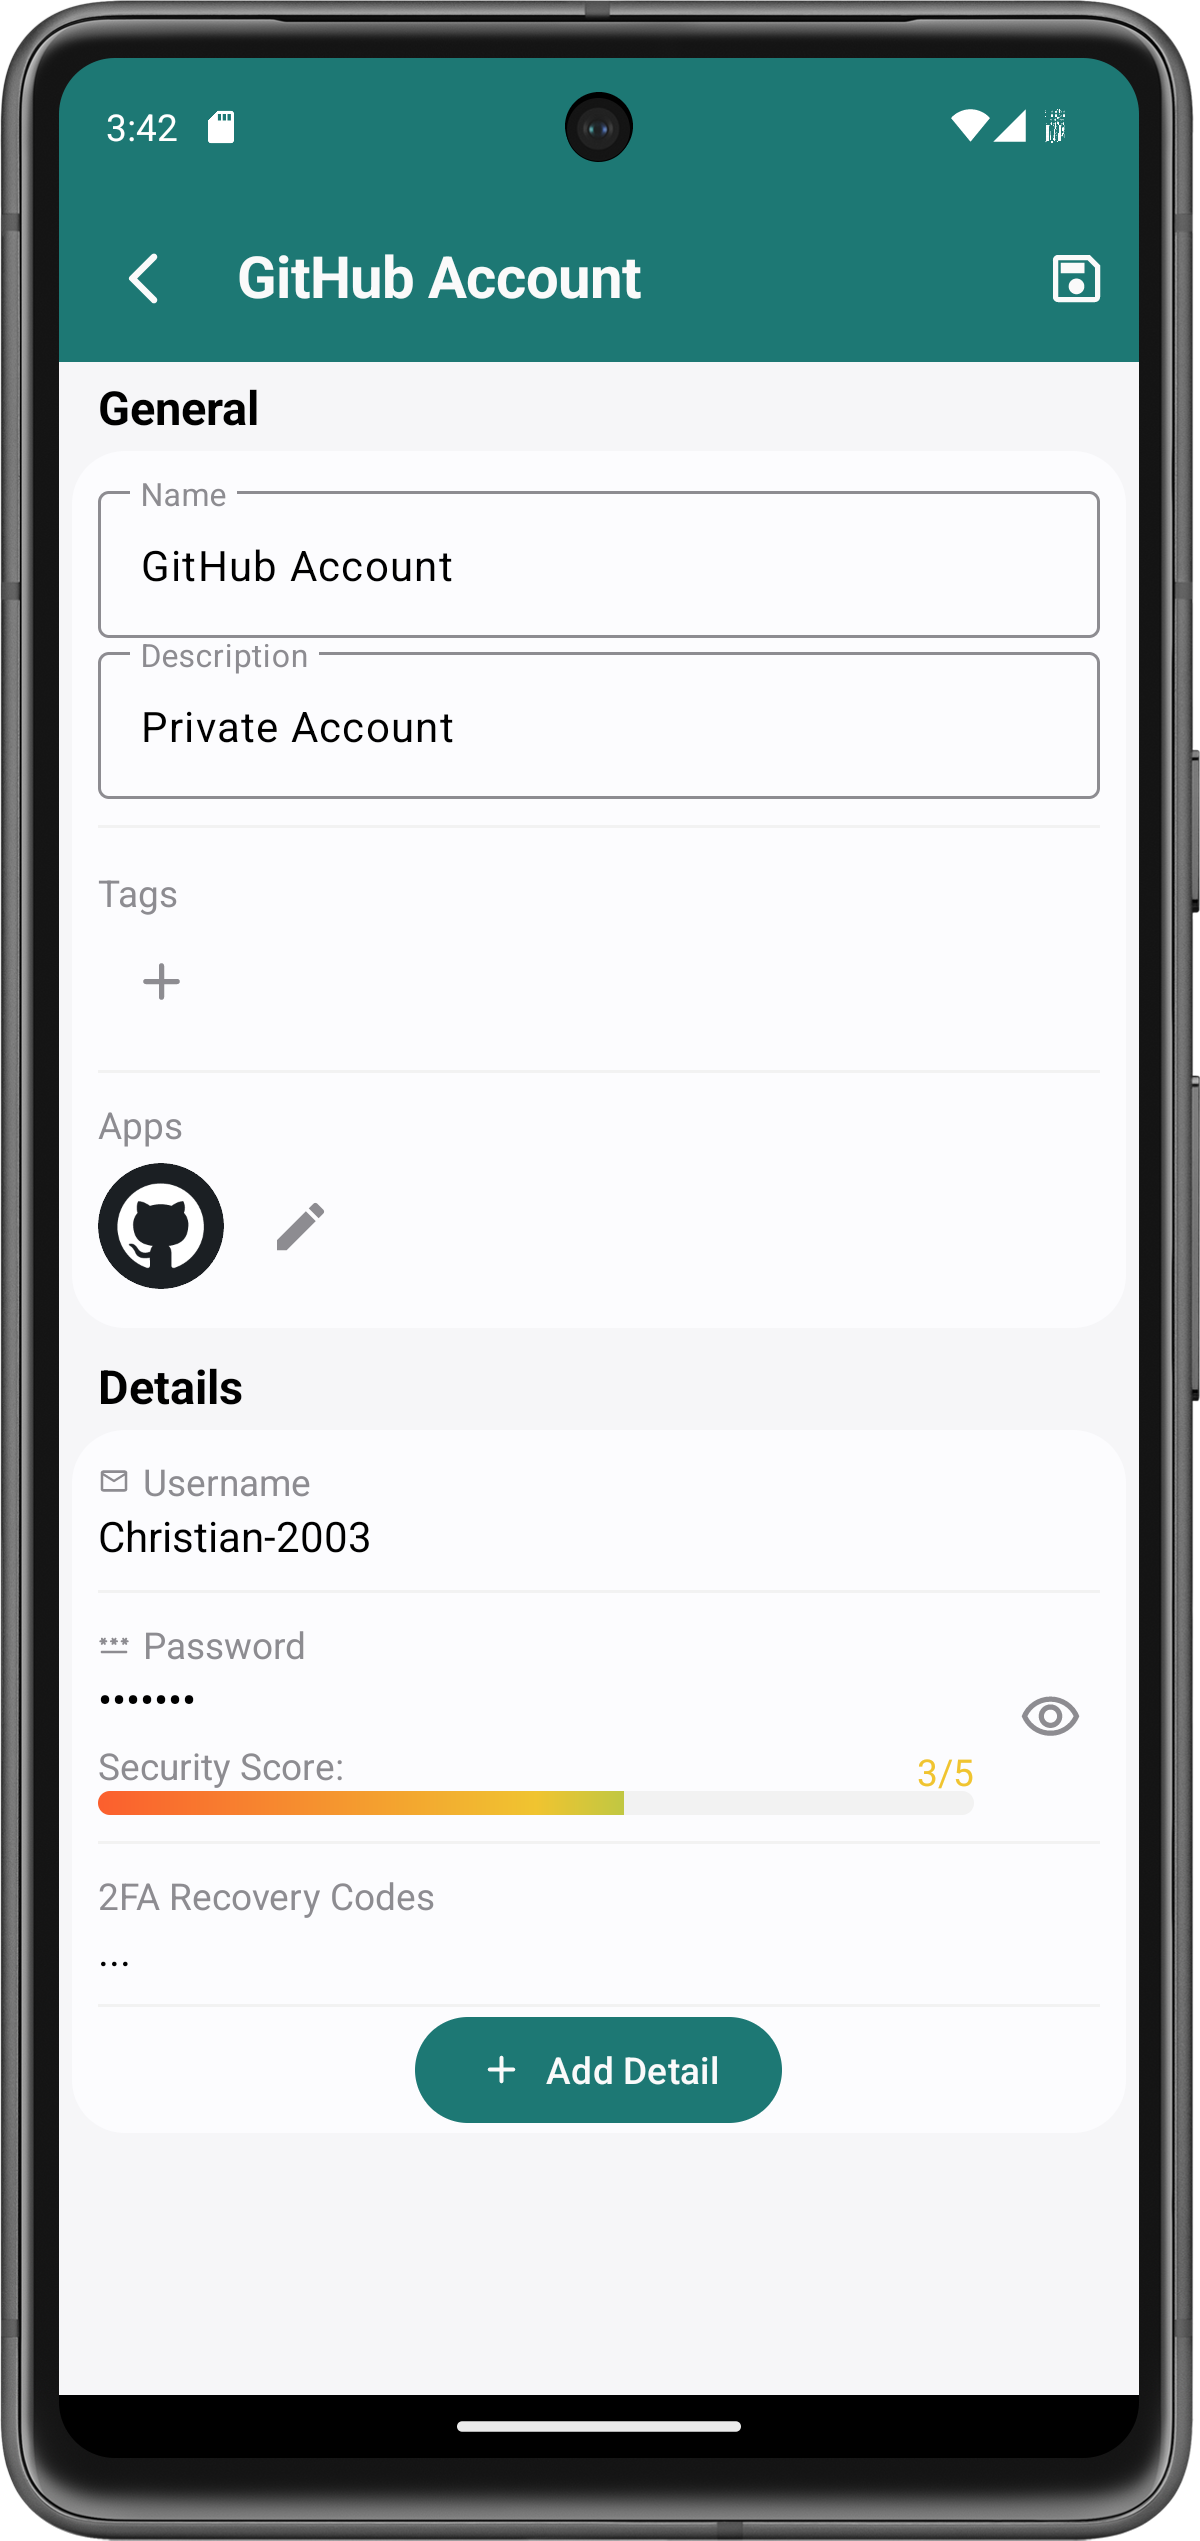 3:42
GitHub Account
General
Name
GitHub Account
Description
Private Account
Tags
Apps
Details
Username
Christian-2003
*** Password
•••••••
Security Score:
3/5
2FA Recovery Codes
...
+ Add Detail